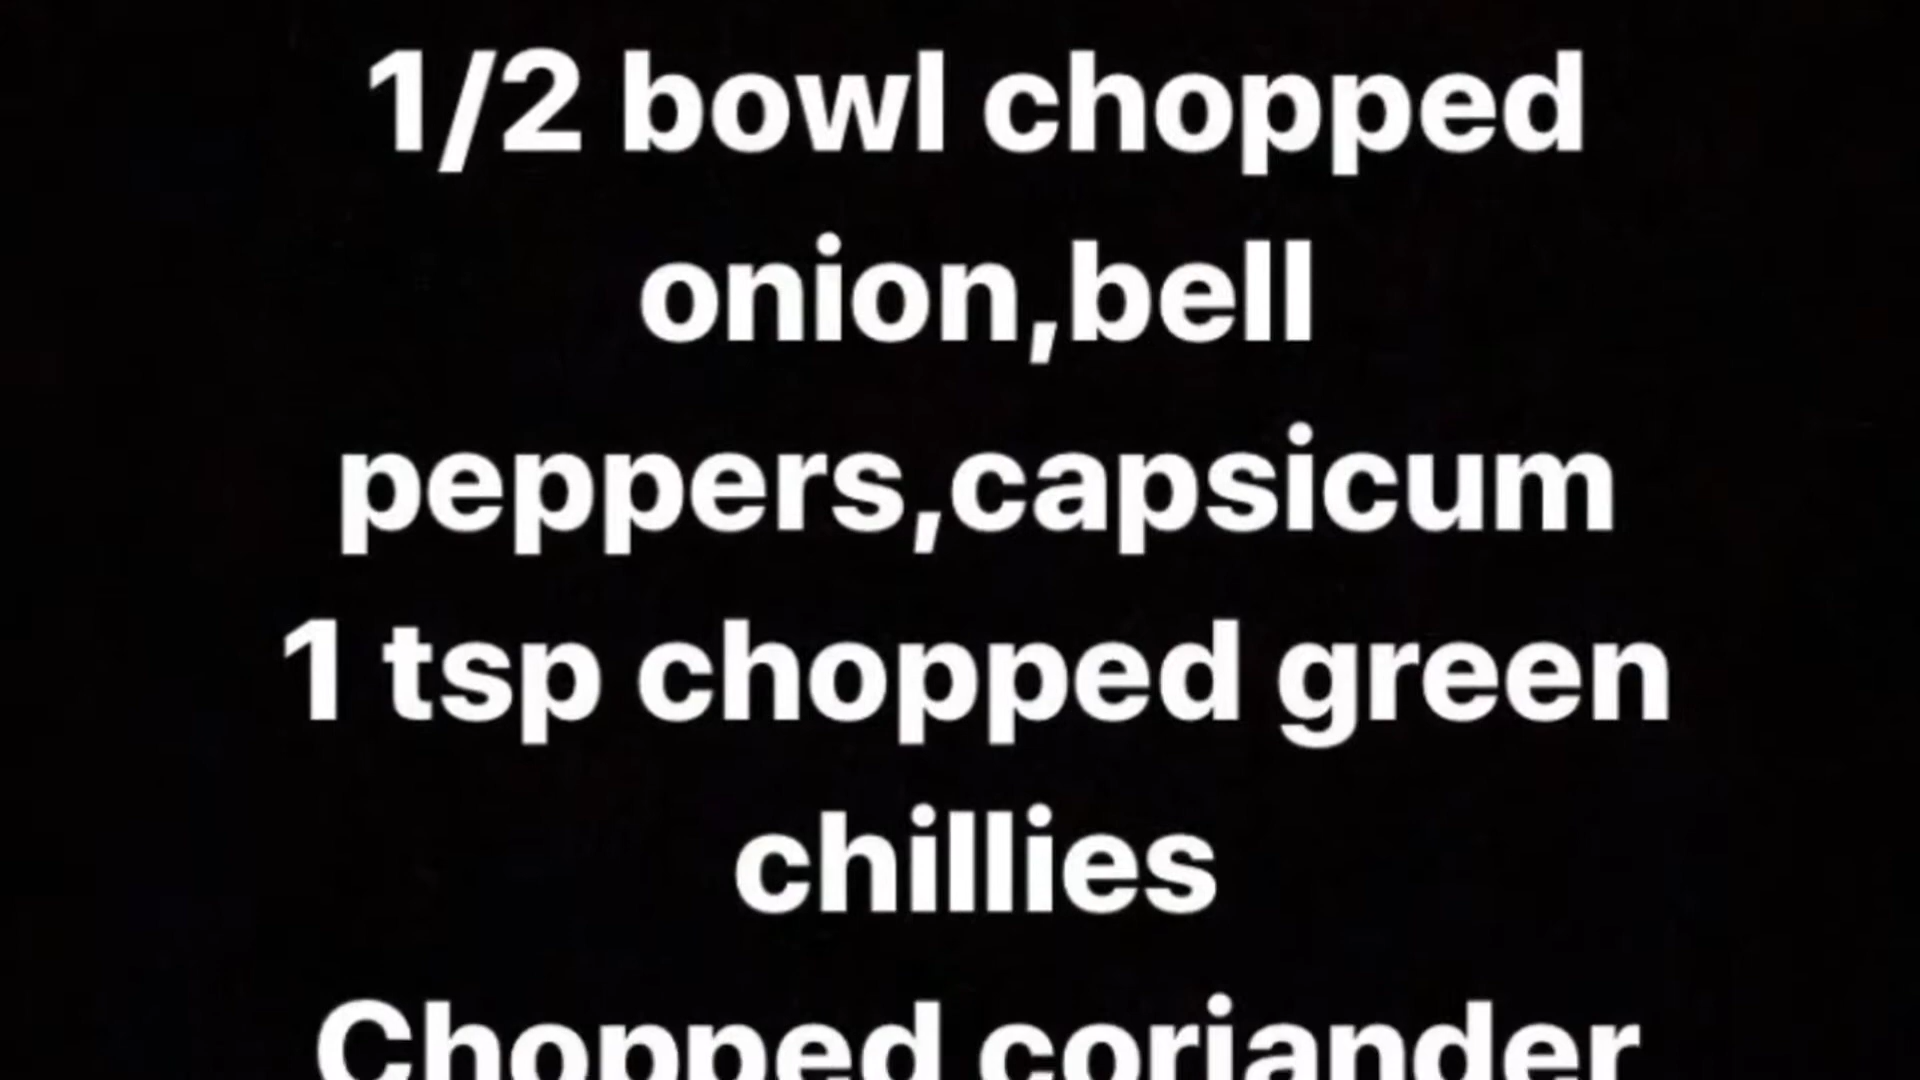 1/2 bowl chopped
onion,bell
peppers,capsicum
1 tsp chopped green
chillies
Chopped coriander